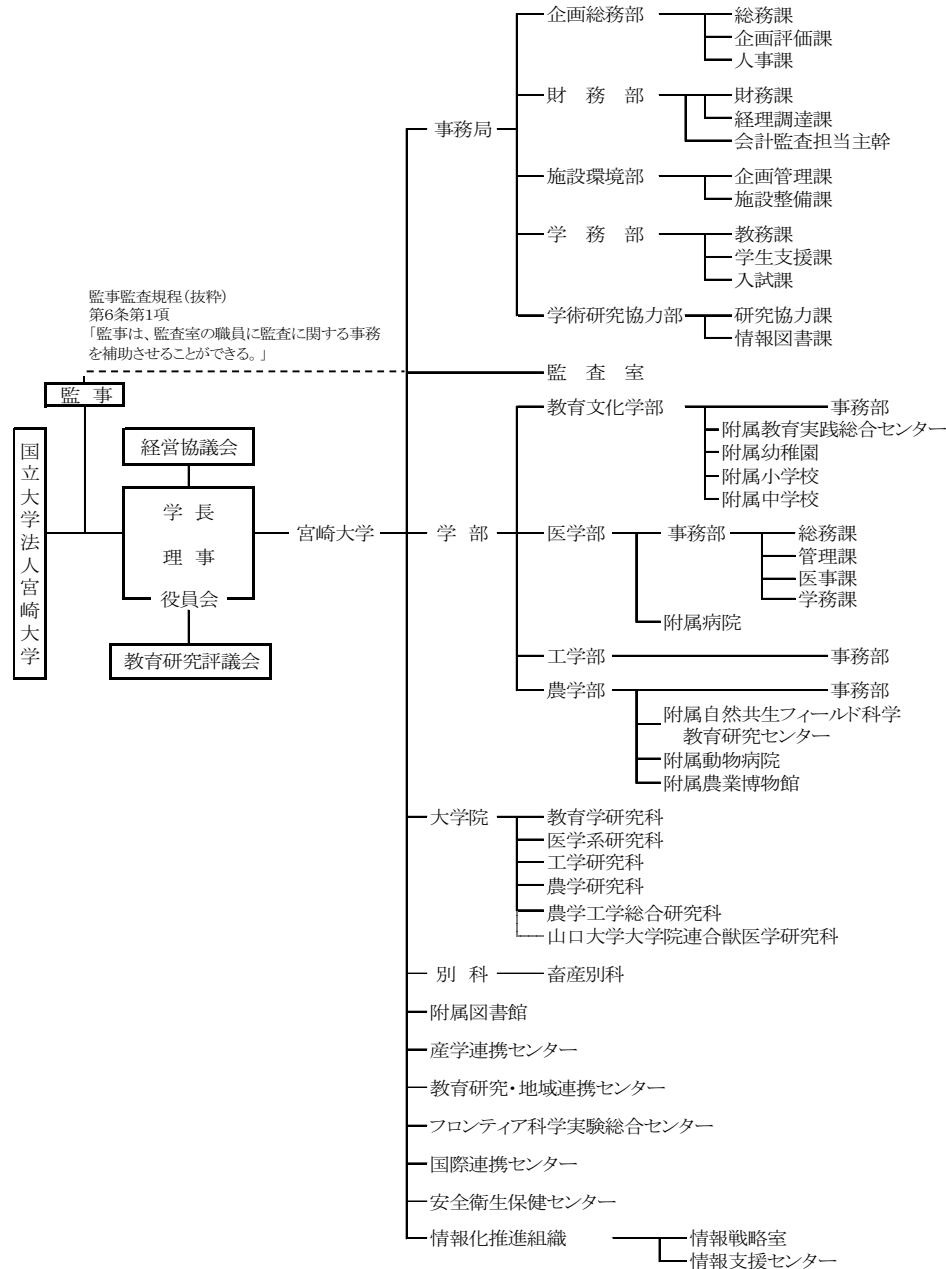 企画総務部 総務課
企画評価課
人事課
財務部 財務課
経理調達課
会計監査担当主幹
事務局
施設環境部 企画管理課
施設整備課
学務部 教務課
学生支援課
入試課
学術研究協力部 研究協力課
情報図書課
監事監査規程(抜粋)
第6条第1項
「監事は、監査室の職員に監査に関する事務
を補助させることができる。」
監査室
監事
国立大学法人宮崎大学
経営協議会
学長
理事
役員会
教育研究評議会
宮崎大学
学部
教育文化学部 事務部
附属教育実践総合センター
附属幼稚園
附属小学校
附属中学校
医学部 事務部 総務課
管理課
医事課
学務課
附属病院
工学部 事務部
農学部 事務部
附属自然共生フィールド科学
教育研究センター
附属動物病院
附属農業博物館
大学院 教育学研究科
医学系研究科
工学研究科
農学研究科
農学工学総合研究科
山口大学大学院連合獣医学研究科
別科 畜産別科
附属図書館
産学連携センター
教育研究・地域連携センター
フロンティア科学実験総合センター
国際連携センター
安全衛生保健センター
情報化推進組織 情報戦略室
情報支援センター